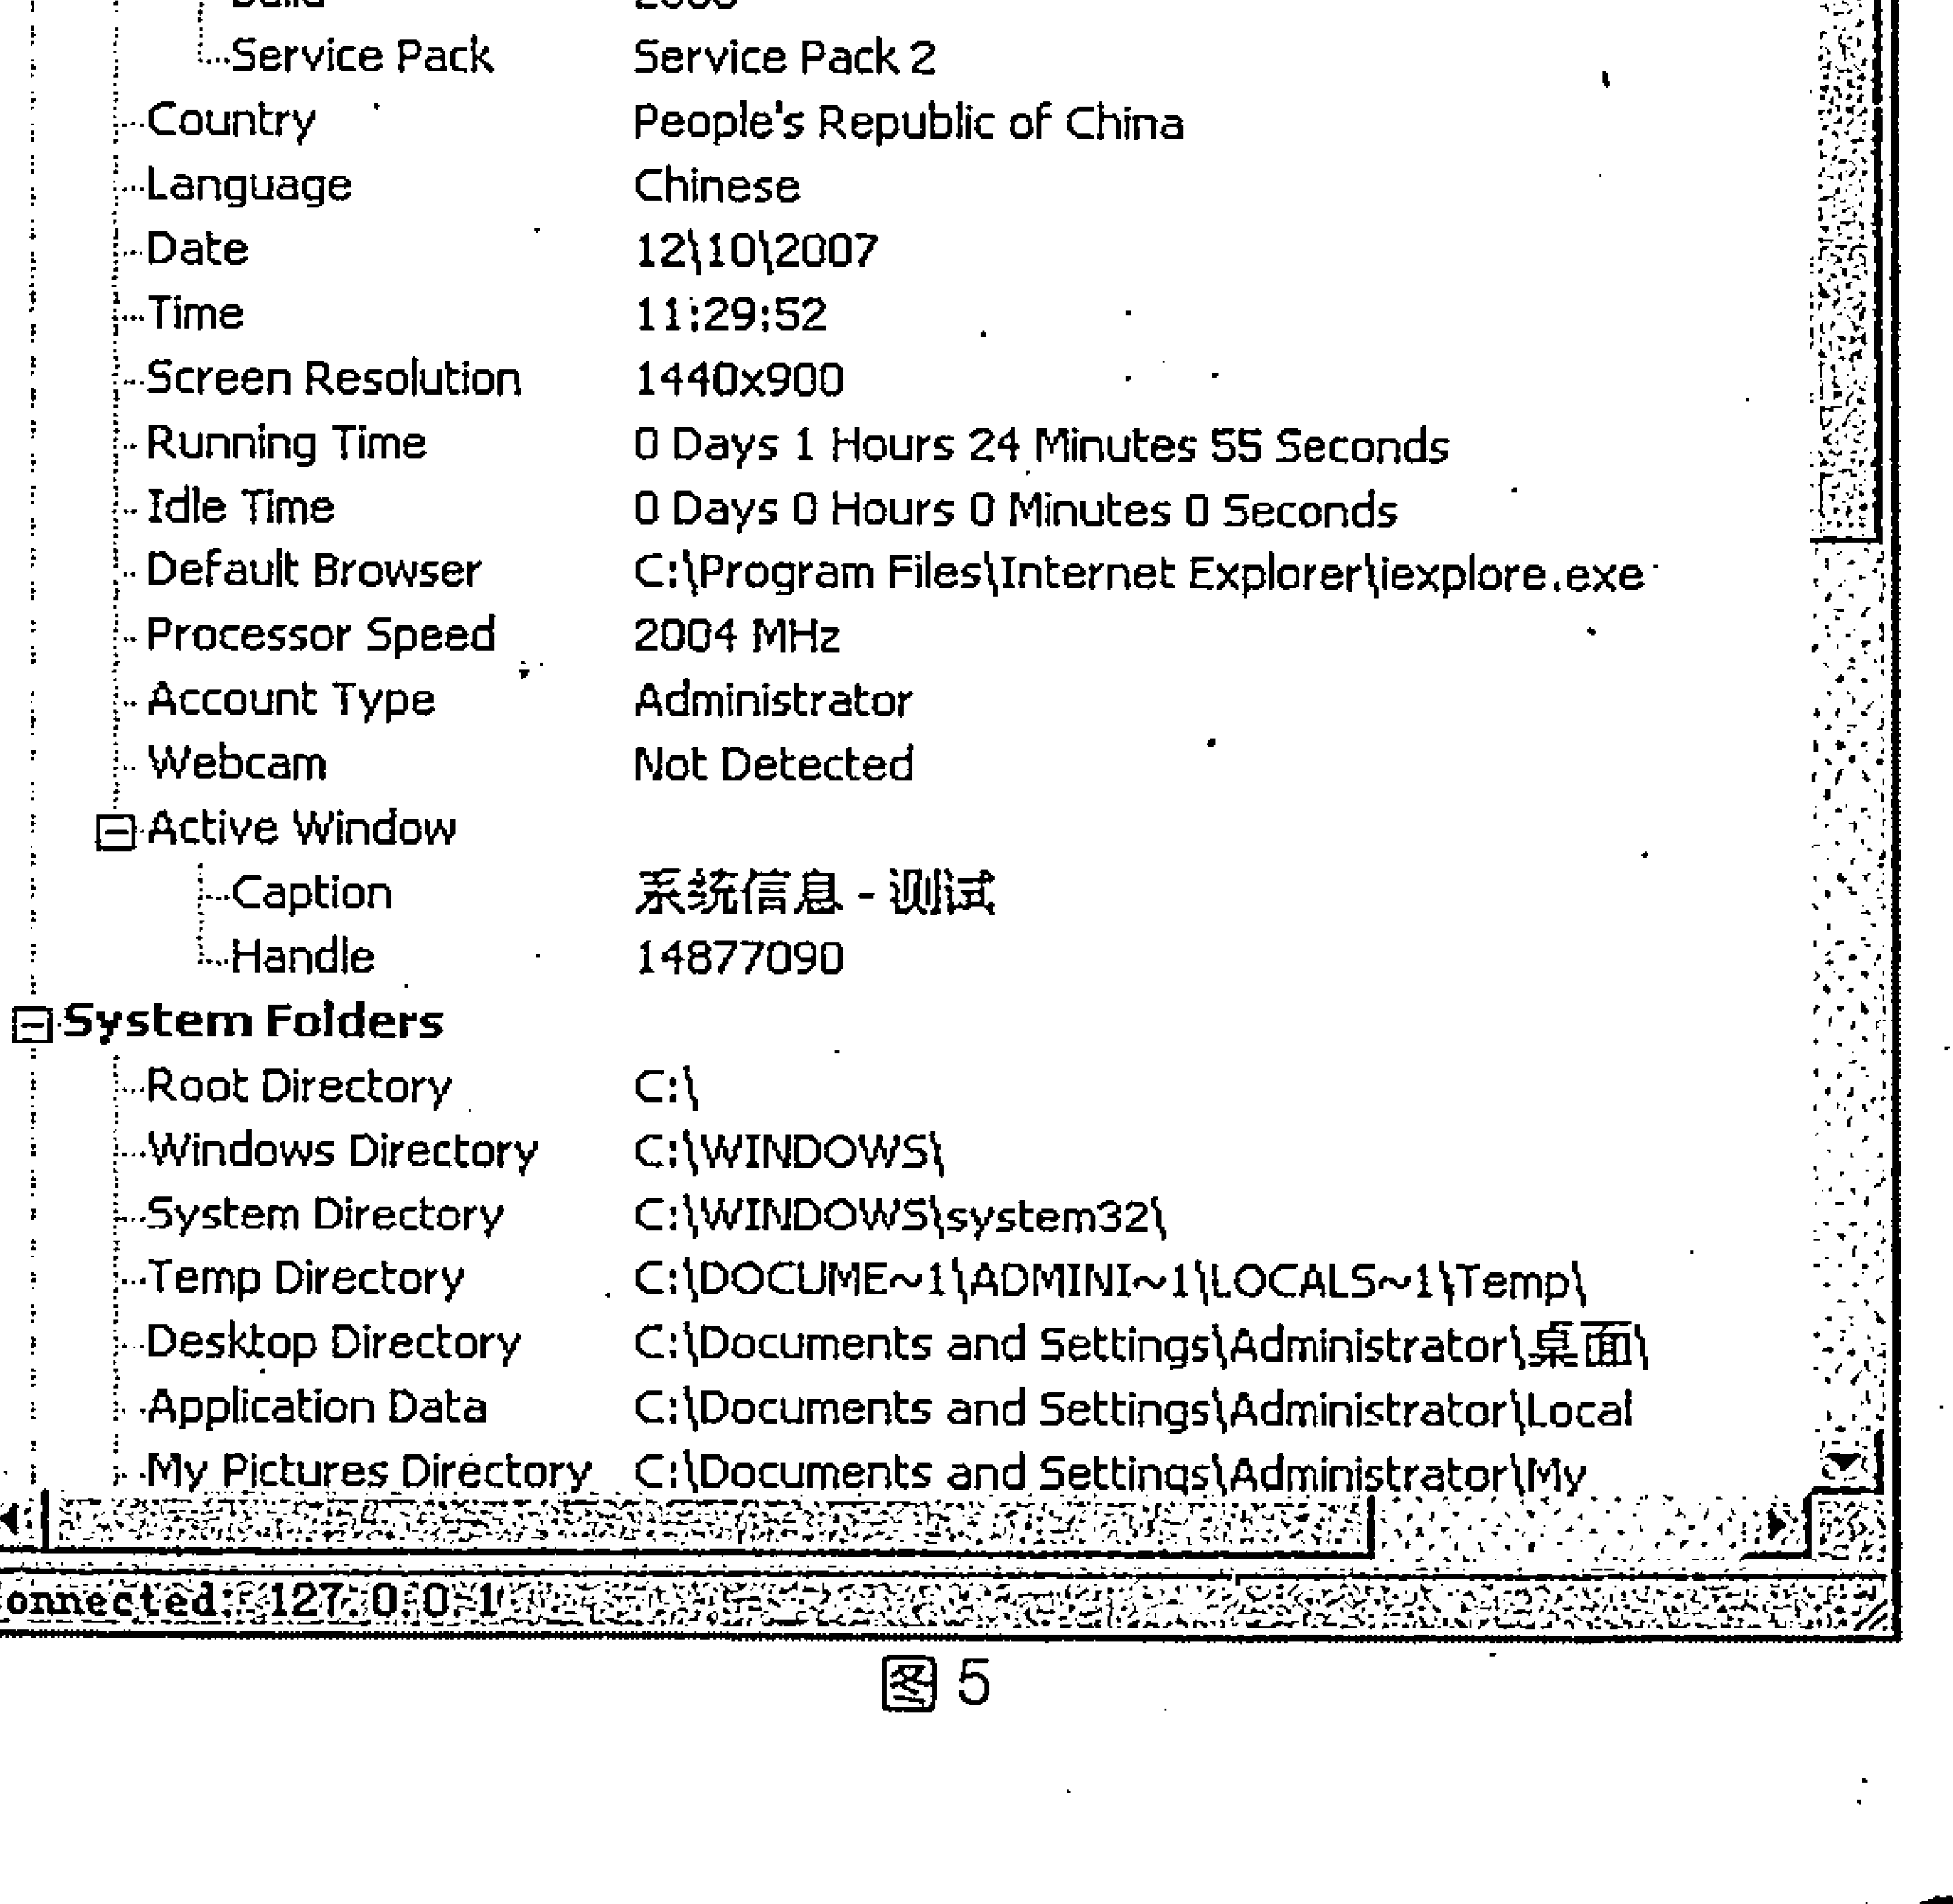 Service Pack Service Pack 2
Country People's Republic of China
Language Chinese
Date 12\10\2007
Time 11:29:52
Screen Resolution 1440x900
Running Time 0 Days 1 Hours 24 Minutes 55 Seconds
Idle Time 0 Days 0 Hours 0 Minutes 0 Seconds
Default Browser C:\Program Files\Internet Explorer\iexplore.exe
Processor Speed 2004 MHz
Account Type Administrator
Webcam Not Detected
Active Window
Caption 系统信息 - 测试
Handle 14877090
System Folders
Root Directory C:\
Windows Directory C:\WINDOWS\
System Directory C:\WINDOWS\system32\
Temp Directory C:\DOCUME~1\ADMINI~1\LOCALS~1\Temp\
Desktop Directory C:\Documents and Settings\Administrator\桌面\
Application Data C:\Documents and Settings\Administrator\Local
My Pictures Directory C:\Documents and Settings\Administrator\My
onnected: 127.0.0.1
图 5